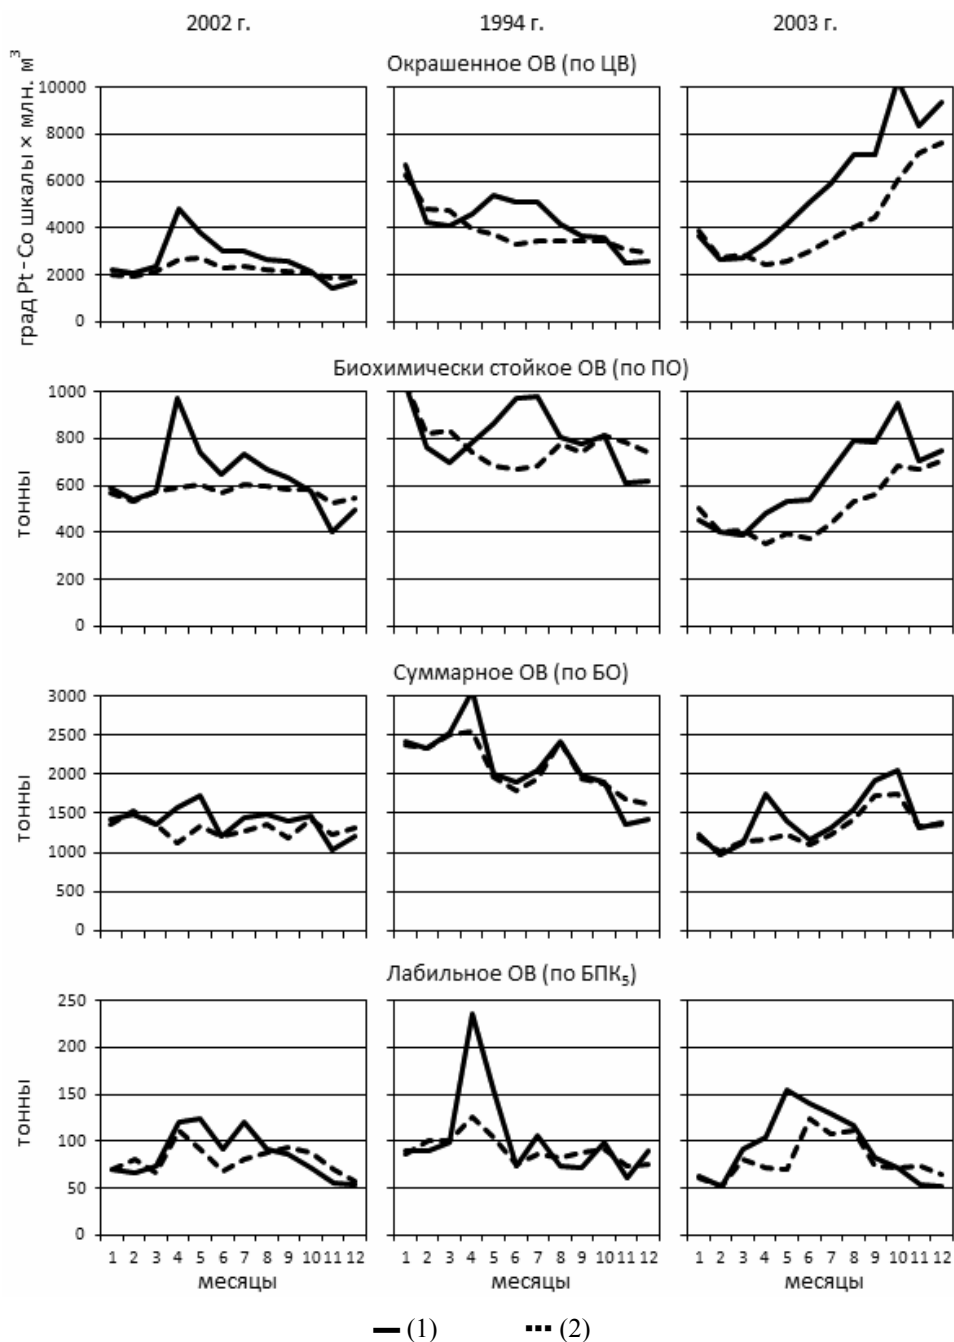 2002 г. 1994 г. 2003 г.
Окрашенное ОВ (по ЦВ)
град Pt-Co шкалы × млн. м³
10000
8000
6000
4000
2000
0
Биохимически стойкое ОВ (по ПО)
тонны
1000
800
600
400
200
0
Суммарное ОВ (по БО)
тонны
3000
2500
2000
1500
1000
500
0
Лабильное ОВ (по БПК₅)
тонны
250
200
150
100
50
0
1 2 3 4 5 6 7 8 9 10 11 12 1 2 3 4 5 6 7 8 9 10 11 12 1 2 3 4 5 6 7 8 9 10 11 12
месяцы месяцы месяцы
(1) (2)